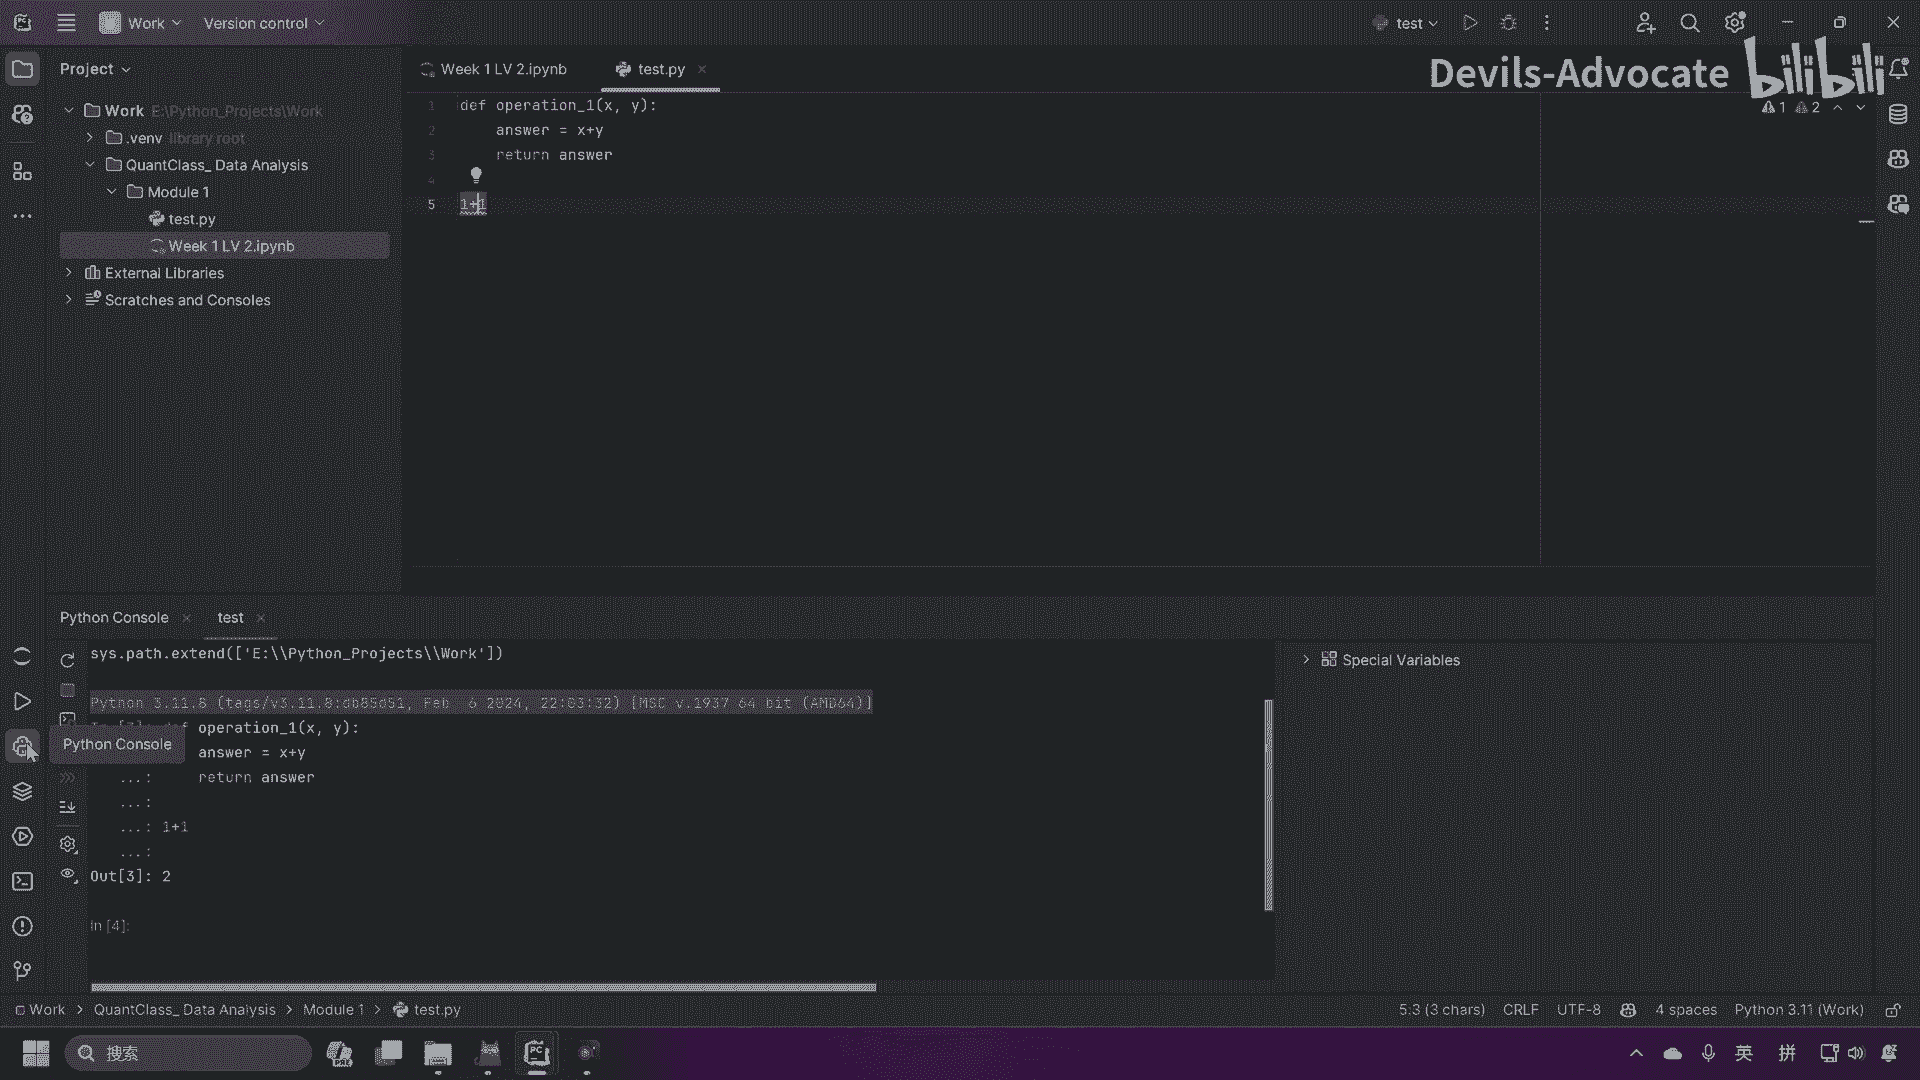 Work
Version control
test
Project
Week 1 LV 2.ipynb
test.py
Devils-Advocate bilibili
Work E:\Python_Projects\Work
.venv library root
QuantClass_ Data Analysis
Module 1
test.py
Week 1 LV 2.ipynb
External Libraries
Scratches and Consoles
1 def operation_1(x, y):
2 answer = x+y
3 return answer
4
5 1+1
1 2
Python Console
test
sys.path.extend(['E:\\Python_Projects\\Work'])
Python 3.11.8 (tags/v3.11.8:db85d51, Feb 6 2024, 22:03:32) [MSC v.1937 64 bit (AMD64)]
operation_1(x, y):
Python Console
answer = x+y
...: return answer
...:
...: 1+1
...:
Out[3]: 2
In [4]:
Special Variables
Work > QuantClass_ Data Analysis > Module 1 > test.py
5:3 (3 chars) CRLF UTF-8 4 spaces Python 3.11 (Work)
搜索
英 拼